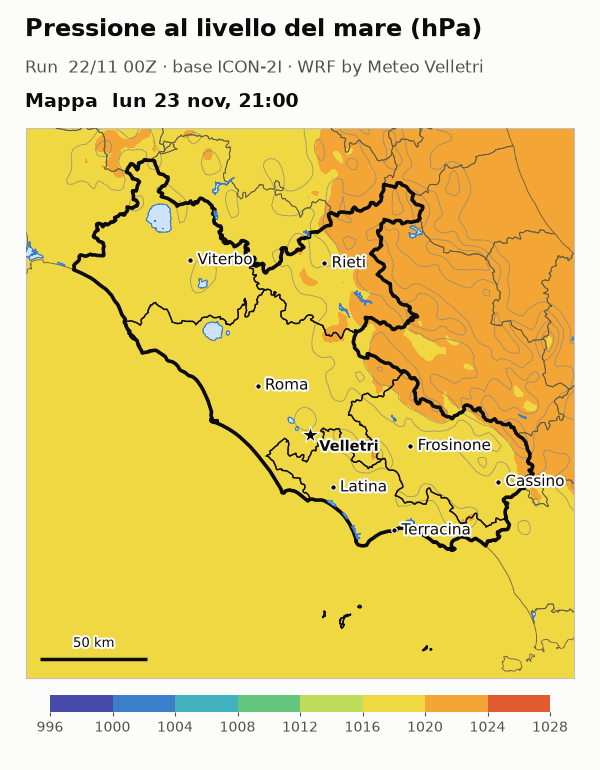 Pressione al livello del mare (hPa)
Run  22/11 00Z · base ICON-2I · WRF by Meteo Velletri
Mappa  lun 23 nov, 21:00
Viterbo
Rieti
Roma
Velletri
Frosinone
Cassino
Latina
Terracina
50 km
996 1000 1004 1008 1012 1016 1020 1024 1028